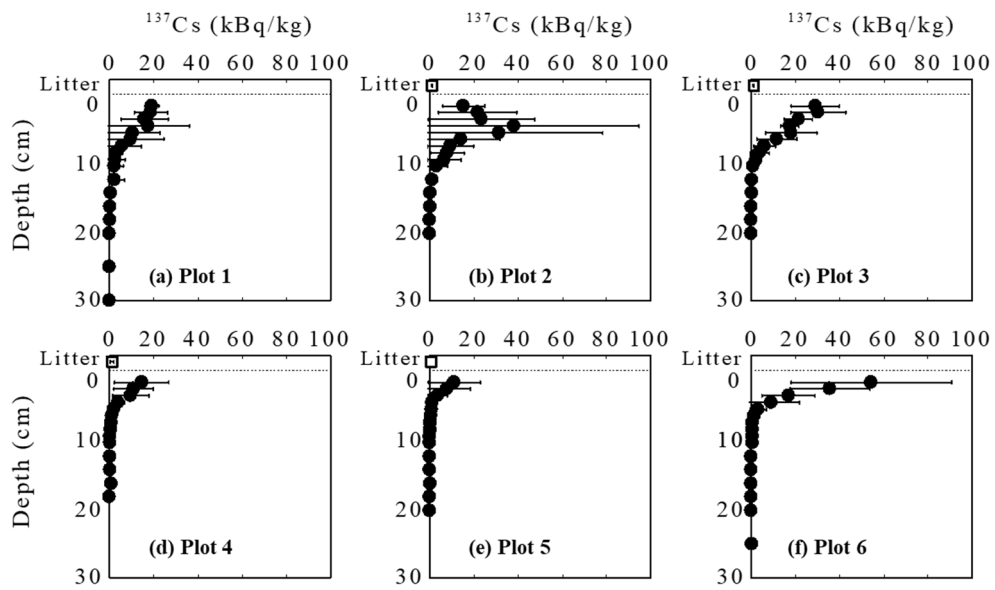 ¹³⁷Cs (kBq/kg) ¹³⁷Cs (kBq/kg) ¹³⁷Cs (kBq/kg)
0 20 40 60 80 100 0 20 40 60 80 100 0 20 40 60 80 100
Litter Litter Litter
0 0 0
Depth (cm)
10 10 10
20 20 20
(a) Plot 1 (b) Plot 2 (c) Plot 3
30 30 30
0 20 40 60 80 100 0 20 40 60 80 100 0 20 40 60 80 100
Litter Litter Litter
0 0 0
Depth (cm)
10 10 10
20 20 20
(d) Plot 4 (e) Plot 5 (f) Plot 6
30 30 30